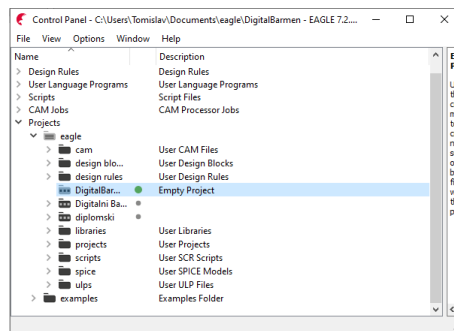 Control Panel - C:\Users\Tomislav\Documents\eagle\DigitalBarmen - EAGLE 7.2....
File View Options Window Help
Name Description
Design Rules Design Rules
User Language Programs User Language Programs
Scripts Script Files
CAM Jobs CAM Processor Jobs
Projects
eagle
cam User CAM Files
design blo... User Design Blocks
design rules User Design Rules
DigitalBar... Empty Project
Digitalni Ba...
diplomski
libraries User Libraries
projects User Projects
scripts User SCR Scripts
spice User SPICE Models
ulps User ULP Files
examples Examples Folder